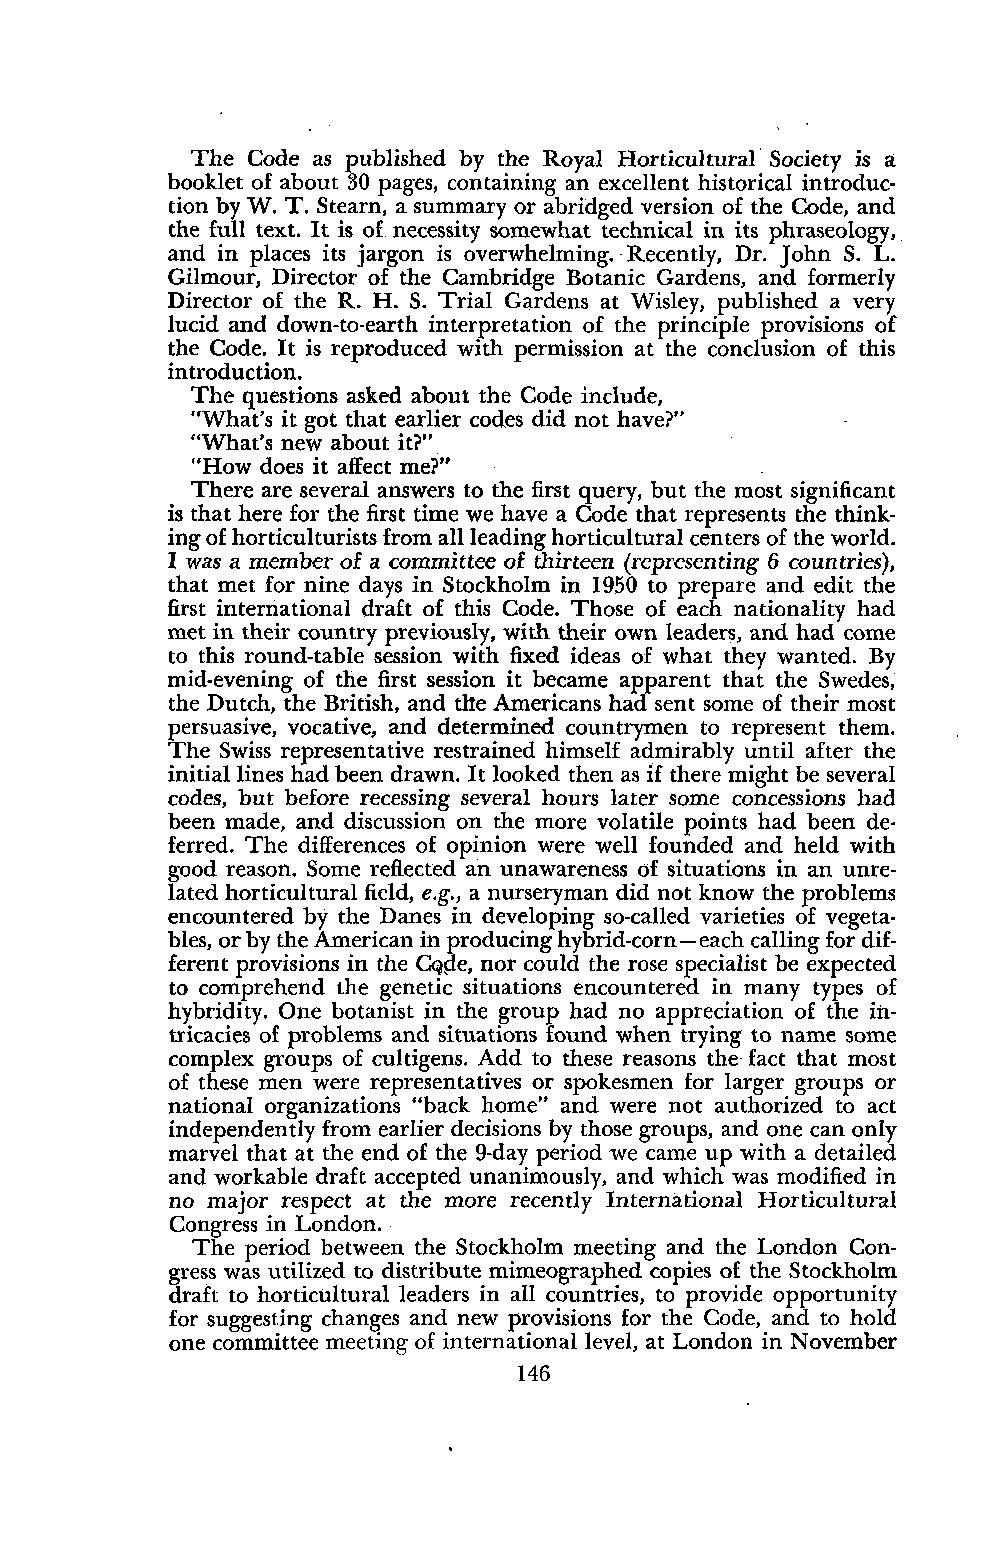 The Code as published by the Royal Horticultural Society is a
booklet of about 30 pages, containing an excellent historical introduc-
tion by W. T. Stearn, a summary or abridged version of the Code, and
the full text. It is of necessity somewhat technical in its phraseology,
and in places its jargon is overwhelming. Recently, Dr. John S. L.
Gilmour, Director of the Cambridge Botanic Gardens, and formerly
Director of the R. H. S. Trial Gardens at Wisley, published a very
lucid and down-to-earth interpretation of the principle provisions of
the Code. It is reproduced with permission at the conclusion of this
introduction.
The questions asked about the Code include,
"What's it got that earlier codes did not have?"
"What's new about it?"
"How does it affect me?"
There are several answers to the first query, but the most significant
is that here for the first time we have a Code that represents the think-
ing of horticulturists from all leading horticultural centers of the world.
I was a member of a committee of thirteen (representing 6 countries),
that met for nine days in Stockholm in 1950 to prepare and edit the
first international draft of this Code. Those of each nationality had
met in their country previously, with their own leaders, and had come
to this round-table session with fixed ideas of what they wanted. By
mid-evening of the first session it became apparent that the Swedes,
the Dutch, the British, and the Americans had sent some of their most
persuasive, vocative, and determined countrymen to represent them.
The Swiss representative restrained himself admirably until after the
initial lines had been drawn. It looked then as if there might be several
codes, but before recessing several hours later some concessions had
been made, and discussion on the more volatile points had been de-
ferred. The differences of opinion were well founded and held with
good reason. Some reflected an unawareness of situations in an unre-
lated horticultural field, e.g., a nurseryman did not know the problems
encountered by the Danes in developing so-called varieties of vegeta-
bles, or by the American in producing hybrid-corn—each calling for dif-
ferent provisions in the Code, nor could the rose specialist be expected
to comprehend the genetic situations encountered in many types of
hybridity. One botanist in the group had no appreciation of the in-
tricacies of problems and situations found when trying to name some
complex groups of cultigens. Add to these reasons the fact that most
of these men were representatives or spokesmen for larger groups or
national organizations "back home" and were not authorized to act
independently from earlier decisions by those groups, and one can only
marvel that at the end of the 9-day period we came up with a detailed
and workable draft accepted unanimously, and which was modified in
no major respect at the more recently International Horticultural
Congress in London.
The period between the Stockholm meeting and the London Con-
gress was utilized to distribute mimeographed copies of the Stockholm
draft to horticultural leaders in all countries, to provide opportunity
for suggesting changes and new provisions for the Code, and to hold
one committee meeting of international level, at London in November
146